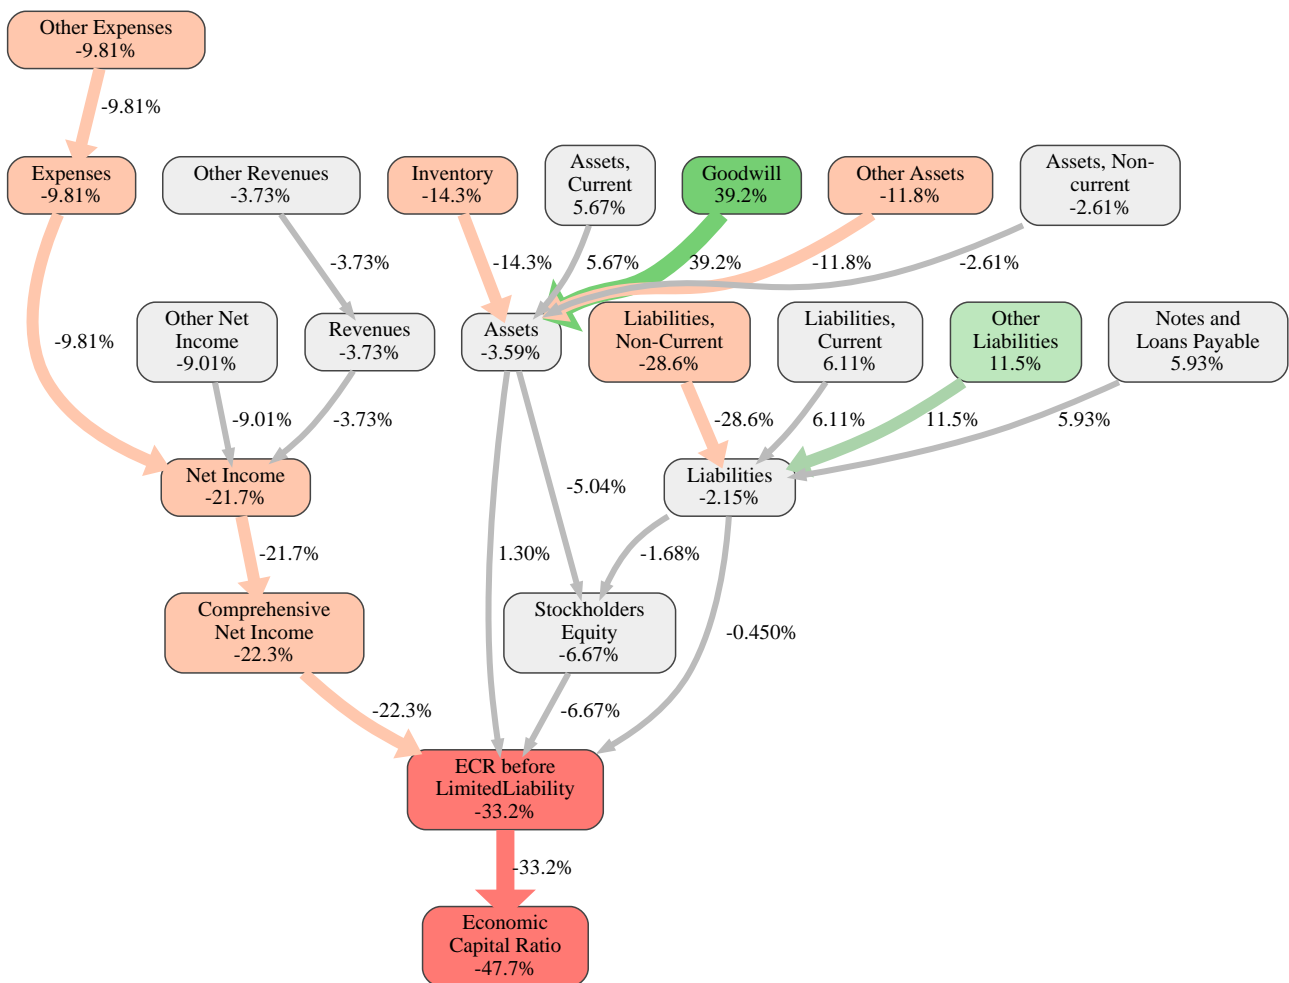 Other Expenses
-9.81%
-9.81%
Expenses
-9.81%
Other Revenues
-3.73%
Inventory
-14.3%
Assets,
Current
5.67%
Goodwill
39.2%
Other Assets
-11.8%
Assets, Non-
current
-2.61%
-3.73%
-14.3%
5.67%
39.2%
-11.8%
-2.61%
-9.81%
Other Net
Income
-9.01%
Revenues
-3.73%
Assets
-3.59%
Liabilities,
Non-Current
-28.6%
Liabilities,
Current
6.11%
Other
Liabilities
11.5%
Notes and
Loans Payable
5.93%
-9.01%
-3.73%
-28.6%
6.11%
11.5%
5.93%
Net Income
-21.7%
-5.04%
Liabilities
-2.15%
-21.7%
1.30%
-1.68%
Comprehensive
Net Income
-22.3%
Stockholders
Equity
-6.67%
-0.450%
-22.3%
-6.67%
ECR before
LimitedLiability
-33.2%
-33.2%
Economic
Capital Ratio
-47.7%